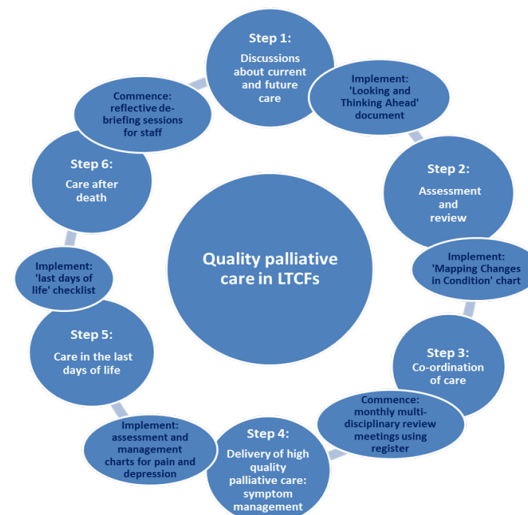 Step 1:
Discussions
about current
and future
care
Implement:
'Looking and
Thinking Ahead'
document
Step 2:
Assessment
and
review
Implement:
'Mapping Changes
in Condition' chart
Step 3:
Co-ordination
of care
Commence:
monthly multi-
disciplinary review
meetings using
register
Step 4:
Delivery of high
quality
palliative care:
symptom
management
Implement:
assessment and
management
charts for pain and
depression
Step 5:
Care in the last
days of life
Implement:
'last days of
life' checklist
Step 6:
Care after
death
Commence:
reflective de-
briefing sessions
for staff
Quality palliative
care in LTCFs